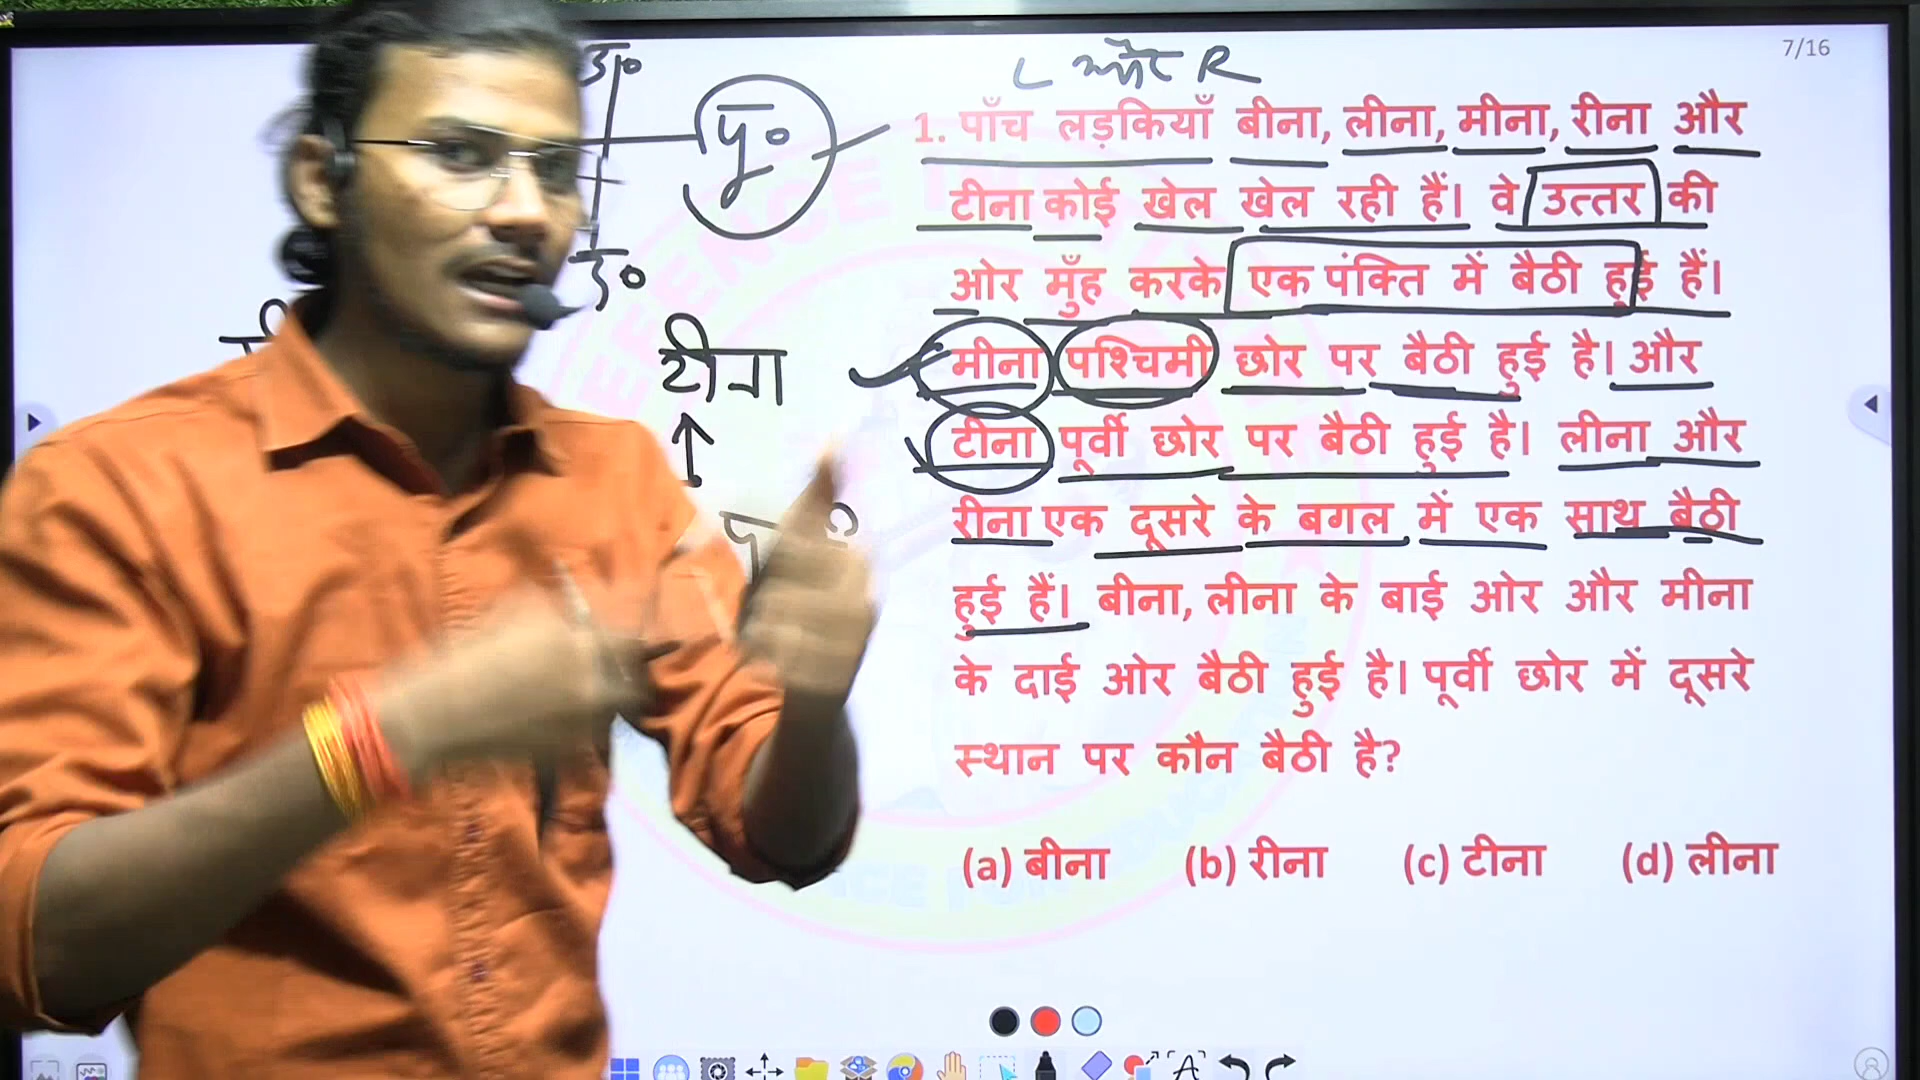 7/16
L और R
1. पाँच लड़कियाँ बीना, लीना, मीना, रीना और
टीना कोई खेल खेल रही हैं। वे उत्तर की
ओर मुँह करके एक पंक्ति में बैठी हुई हैं।
मीना पश्चिमी छोर पर बैठी हुई है। और
टीना पूर्वी छोर पर बैठी हुई है। लीना और
रीना एक दूसरे के बगल में एक साथ बैठी
हुई हैं। बीना, लीना के बाई ओर और मीना
के दाई ओर बैठी हुई है। पूर्वी छोर में दूसरे
स्थान पर कौन बैठी है?
(a) बीना (b) रीना (c) टीना (d) लीना
उ०
पू०
द०
टीना